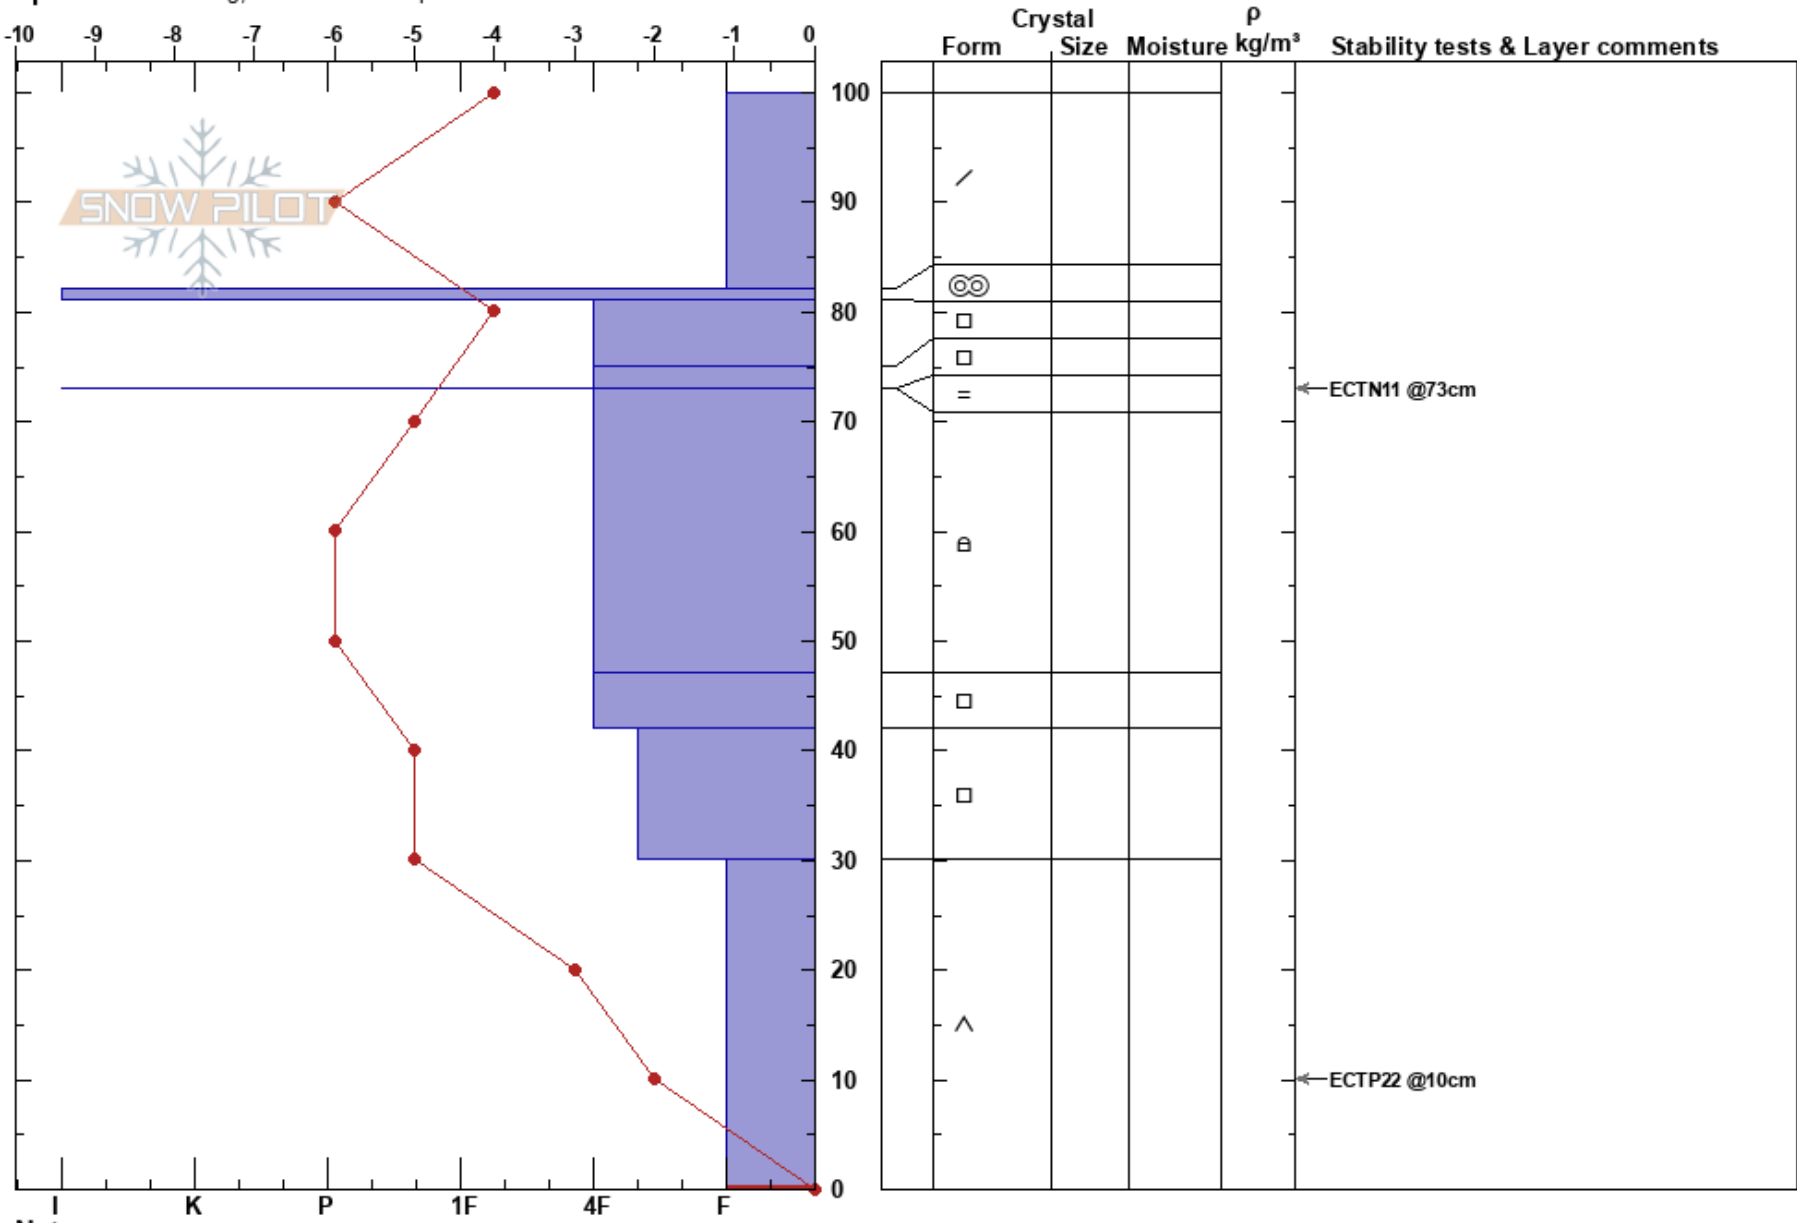 -10 -9 -8 -7 -6 -5 -4 -3 -2 -1 0
Crystal
Form Size Moisture ρ kg/m³ Stability tests & Layer comments
SNOW PILOT
100
90
80
70
60
50
40
30
20
10
0
ECTN11 @73cm
ECTP22 @10cm
I K P 1F 4F F